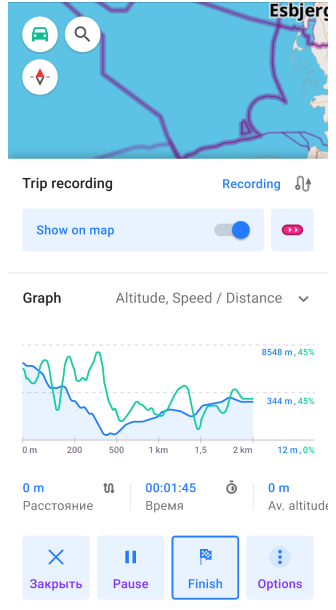 Esbjerg
Trip recording
Recording
Show on map
Graph
Altitude, Speed / Distance
8548 m, 45%
344 m, 45%
0 m 200 500 1 km 1,5 2 km 12 m, 0%
0 m 00:01:45 0 m
Расстояние Время Av. altitude
Закрыть Pause Finish Options